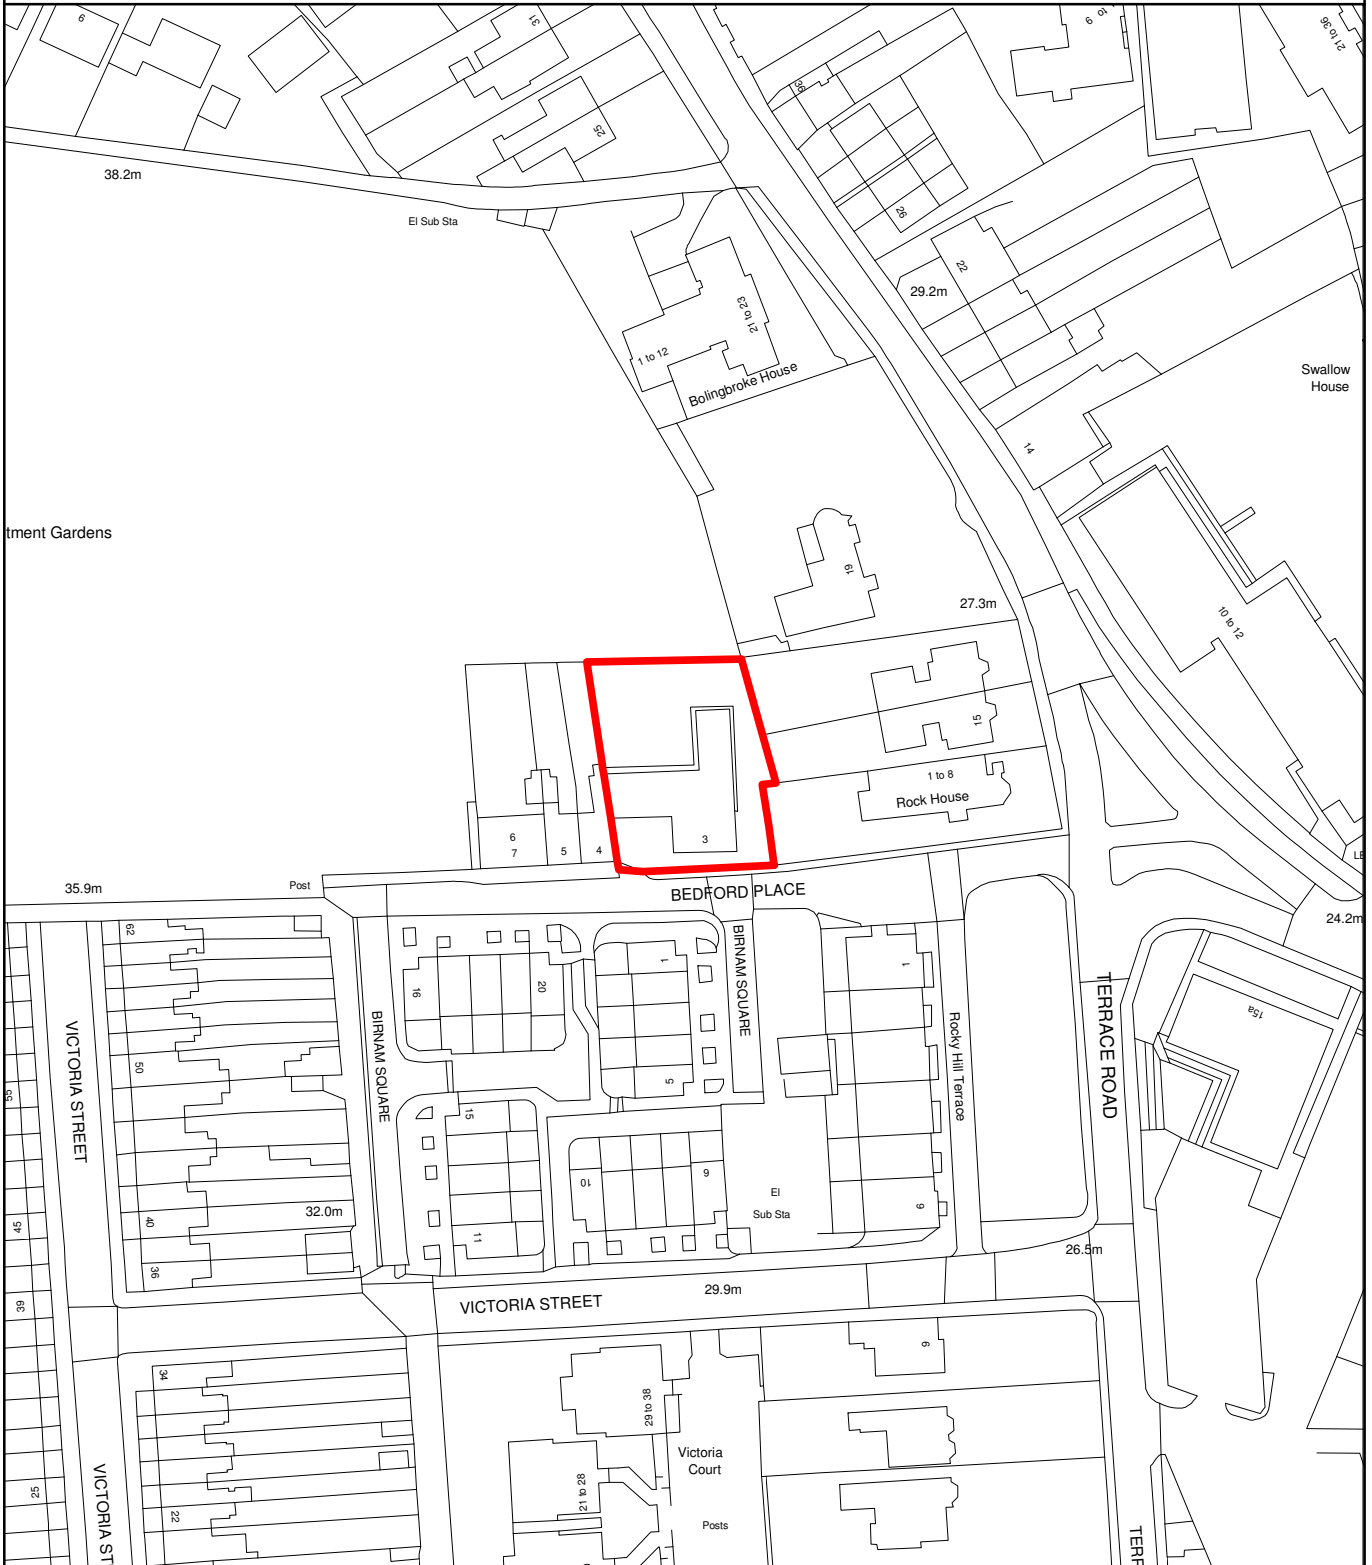 9
31
9 to
21 to 36
36
25
38.2m
El Sub Sta
26
22
29.2m
21 to 23
1 to 12
Bolingbroke House
Swallow
House
14
tment Gardens
19
27.3m
10 to 12
15
1 to 8
Rock House
3
6
7
5
4
35.9m
Post
BEDFORD PLACE
24.2m
62
BIRNAM SQUARE
1
1
16
20
TERRACE ROAD
15a
VICTORIA STREET
BIRNAM SQUARE
Rocky Hill Terrace
50
55
5
15
10
9
El
Sub Sta
9
40
45
32.0m
11
36
26.5m
39
29.9m
VICTORIA STREET
9
34
29 to 38
Victoria
Court
25
21 to 28
22
VICTORIA ST
Posts
TERR